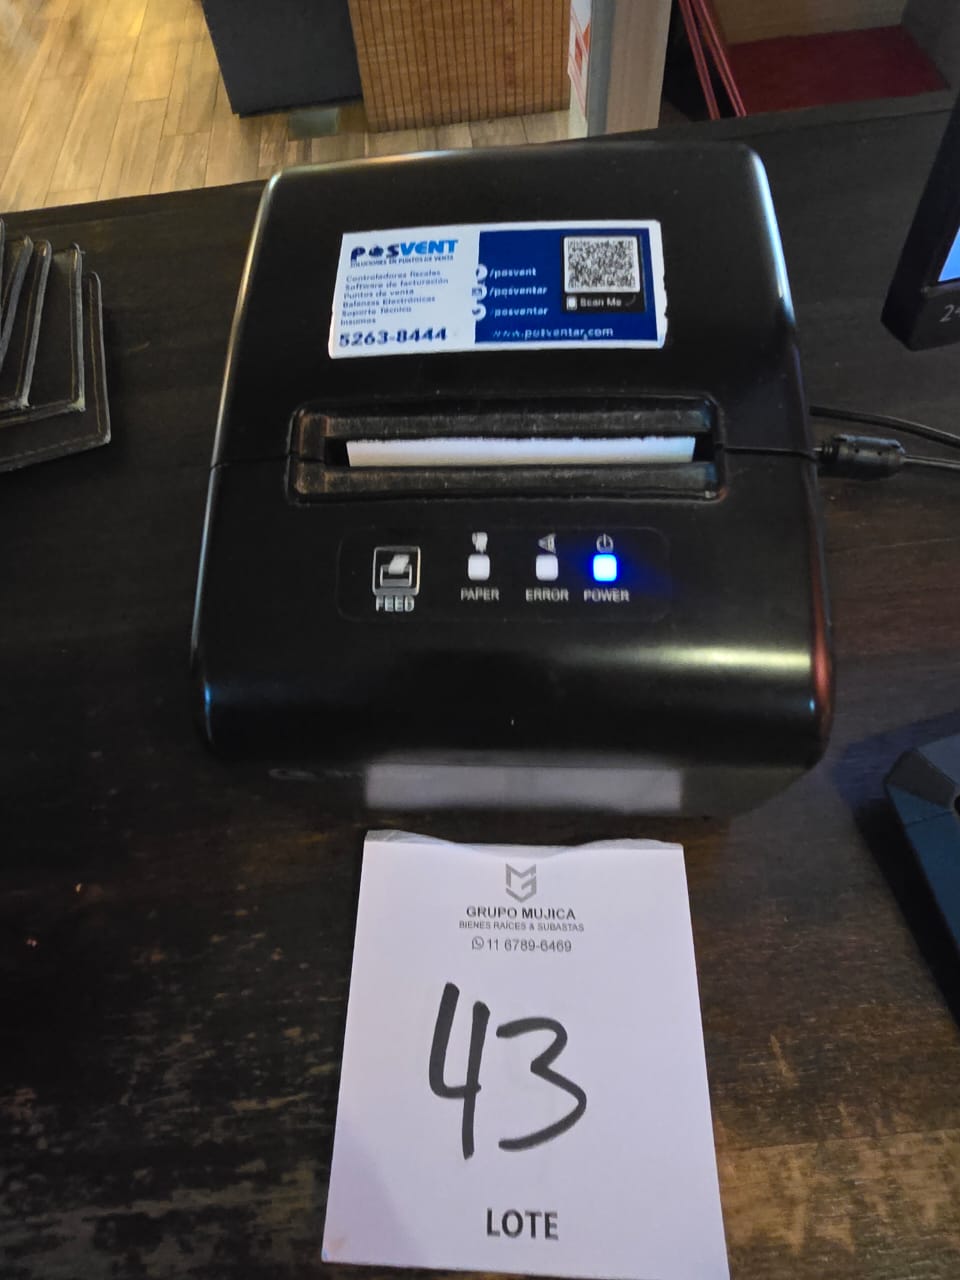 POSVENT
SOLUCIONES EN PUNTOS DE VENTA
Controladores fiscales
Software de facturación
Puntos de venta
Balanzas Electrónicas
Soporte Técnico
Insumos
5263-8444
/posvent
/posventar
/posventar
Scan Me
www.posventar.com
FEED
PAPER
ERROR
POWER
GRUPO MUJICA
BIENES RAÍCES & SUBASTAS
11 6789-6469
43
LOTE